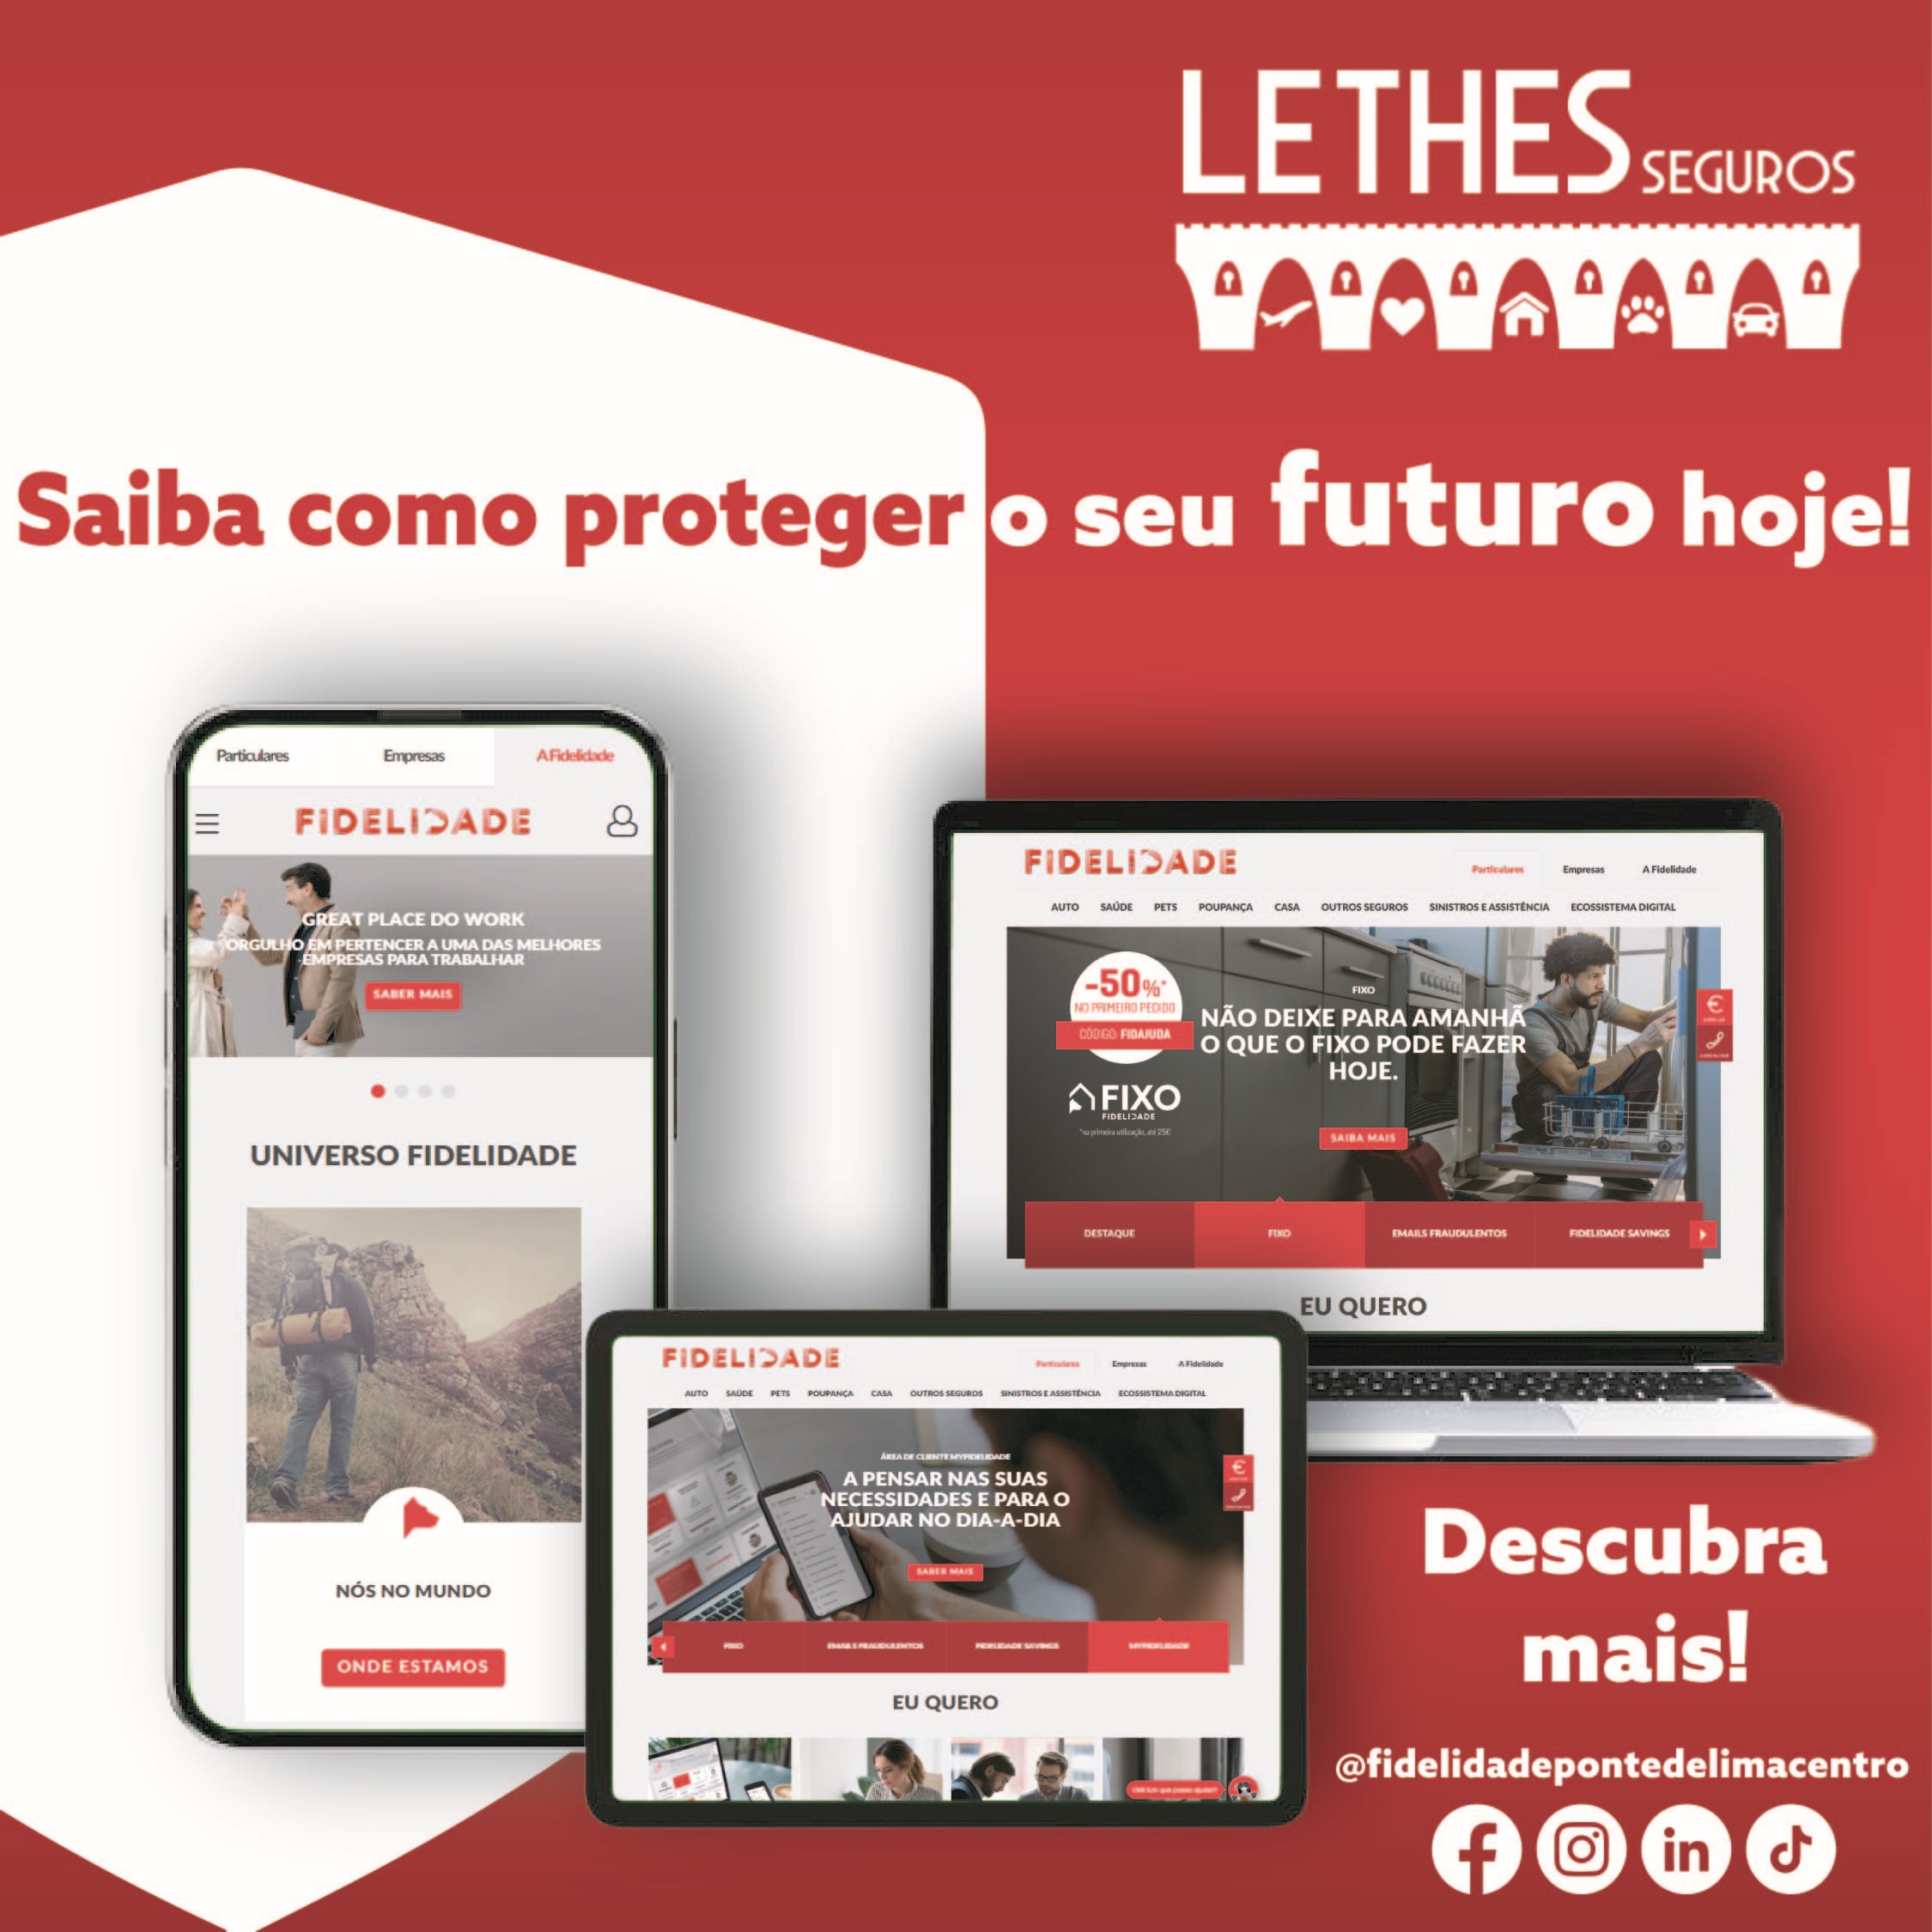 LETHES SEGUROS
Saiba como proteger o seu futuro hoje!
Particulares Empresas A Fidelidade
FIDELIDADE
GREAT PLACE DO WORK
ORGULHO EM PERTENCER A UMA DAS MELHORES
EMPRESAS PARA TRABALHAR
SABER MAIS
UNIVERSO FIDELIDADE
NÓS NO MUNDO
ONDE ESTAMOS
FIDELIDADE
Particulares Empresas A Fidelidade
AUTO SAÚDE PETS POUPANÇA CASA OUTROS SEGUROS SINISTROS E ASSISTÊNCIA ECOSSISTEMA DIGITAL
-50%*
NO PRIMEIRO PEDIDO
CÓDIGO: FIDAJUDA
FIXO
FIDELIDADE
*na primeira utilização, até 25€
FIXO
NÃO DEIXE PARA AMANHÃ
O QUE O FIXO PODE FAZER
HOJE.
SAIBA MAIS
DESTAQUE FIXO EMAILS FRAUDULENTOS FIDELIDADE SAVINGS
EU QUERO
FIDELIDADE
Particulares Empresas A Fidelidade
AUTO SAÚDE PETS POUPANÇA CASA OUTROS SEGUROS SINISTROS E ASSISTÊNCIA ECOSSISTEMA DIGITAL
ÁREA DE CLIENTE MYFIDELIDADE
A PENSAR NAS SUAS
NECESSIDADES E PARA O
AJUDAR NO DIA-A-DIA
SABER MAIS
FIXO EMAILS FRAUDULENTOS FIDELIDADE SAVINGS MYFIDELIDADE
EU QUERO
Descubra
mais!
@fidelidadepontedelimacentro